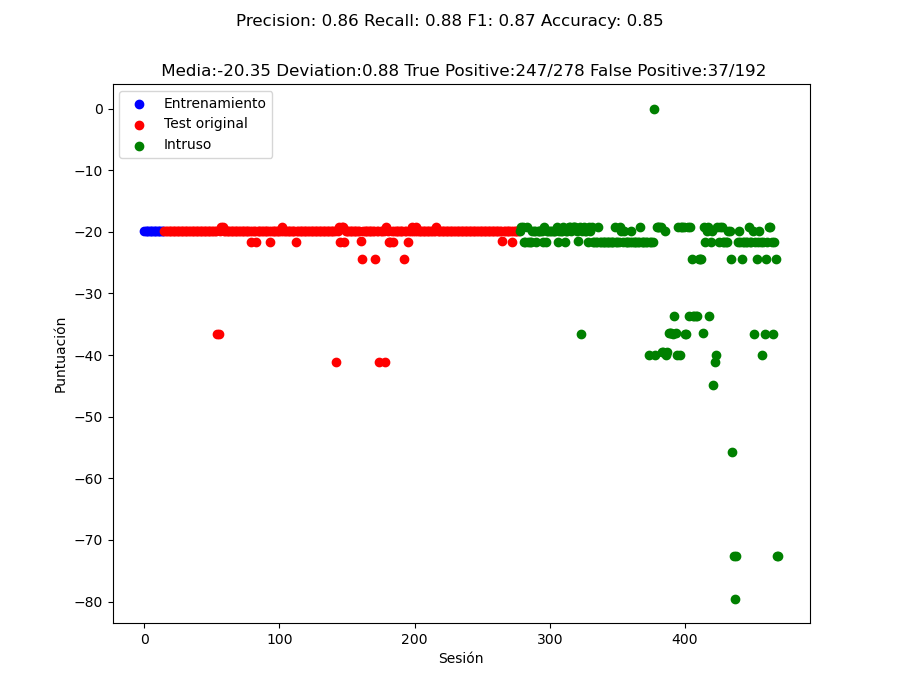 Precision: 0.86 Recall: 0.88 F1: 0.87 Accuracy: 0.85
Media:-20.35 Deviation:0.88 True Positive:247/278 False Positive:37/192
Entrenamiento
Test original
Intruso
0
−10
−20
−30
−40
−50
−60
−70
−80
Puntuación
0
100
200
300
400
Sesión